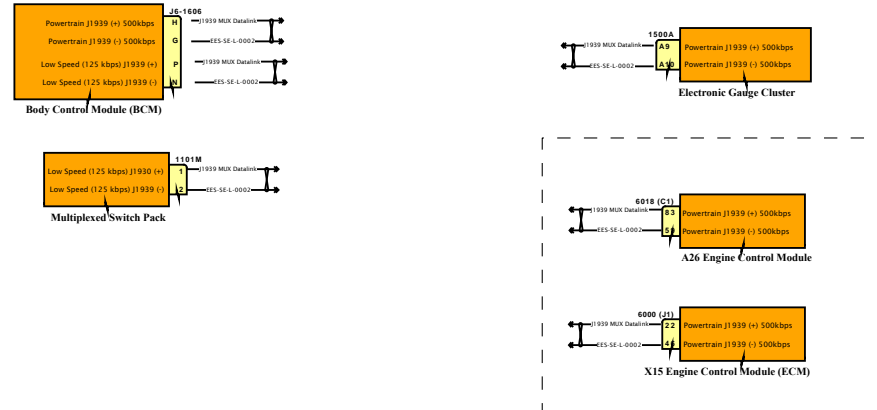 J6-1606
Powertrain J1939 (+) 500kbps H J1939 MUX Datalink
Powertrain J1939 (-) 500kbps G EES-SE-L-0002
Low Speed (125 kbps) J1939 (+) P J1939 MUX Datalink
Low Speed (125 kbps) J1939 (-) N EES-SE-L-0002
Body Control Module (BCM)
1500A
J1939 MUX Datalink A9 Powertrain J1939 (+) 500kbps
EES-SE-L-0002 A10 Powertrain J1939 (-) 500kbps
Electronic Gauge Cluster
1101M
Low Speed (125 kbps) J1930 (+) 1 J1939 MUX Datalink
Low Speed (125 kbps) J1939 (-) 2 EES-SE-L-0002
Multiplexed Switch Pack
6018 (C1)
J1939 MUX Datalink 83 Powertrain J1939 (+) 500kbps
EES-SE-L-0002 Powertrain J1939 (-) 500kbps
A26 Engine Control Module
6000 (J1)
J1939 MUX Datalink 22 Powertrain J1939 (+) 500kbps
EES-SE-L-0002 Powertrain J1939 (-) 500kbps
X15 Engine Control Module (ECM)